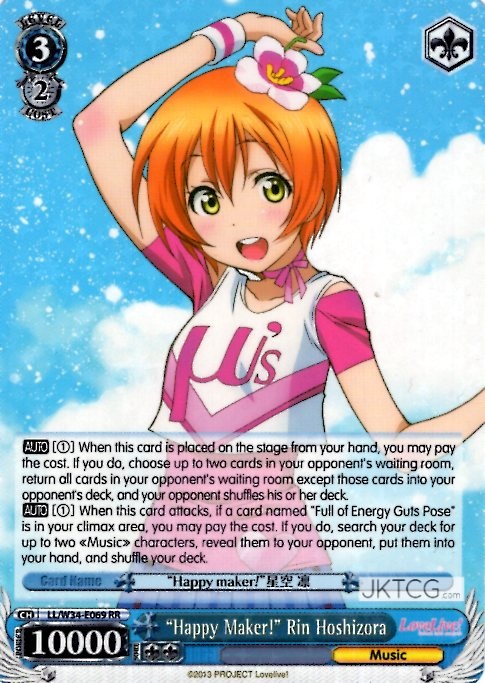 LEVEL
3
2
COST
μ's
AUTO [①] When this card is placed on the stage from your hand, you may pay
the cost. If you do, choose up to two cards in your opponent's waiting room,
return all cards in your opponent's waiting room except those cards into your
opponent's deck, and your opponent shuffles his or her deck.
AUTO [①] When this card attacks, if a card named "Full of Energy Guts Pose"
is in your climax area, you may pay the cost. If you do, search your deck for
up to two «Music» characters, reveal them to your opponent, put them into
your hand, and shuffle your deck.
Card Name
"Happy maker!"星空 凛
JKTCG.com
CH LL/W34-E069 RR
10000
"Happy Maker!" Rin Hoshizora
LoveLive!
Music
©2013 PROJECT Lovelive!